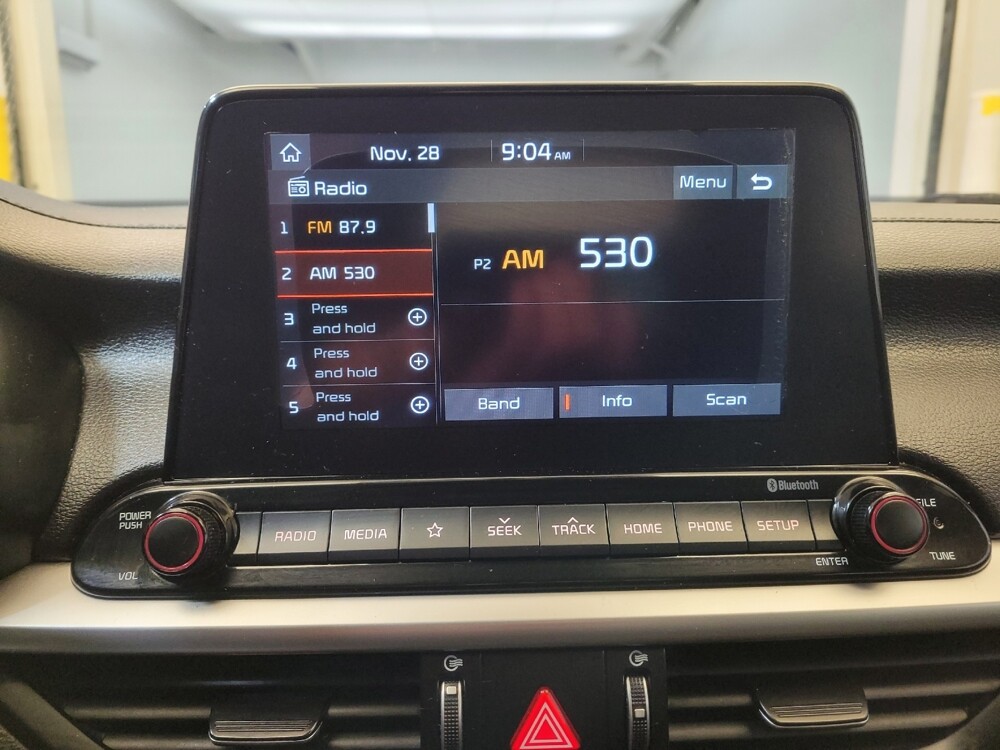 Nov. 28 9:04 AM
Radio Menu
1 FM 87.9
2 AM 530
3 Press and hold
4 Press and hold
5 Press and hold
P2 AM 530
Band Info Scan
Bluetooth
POWER PUSH
VOL
RADIO MEDIA SEEK TRACK HOME PHONE SETUP
FILE
TUNE
ENTER